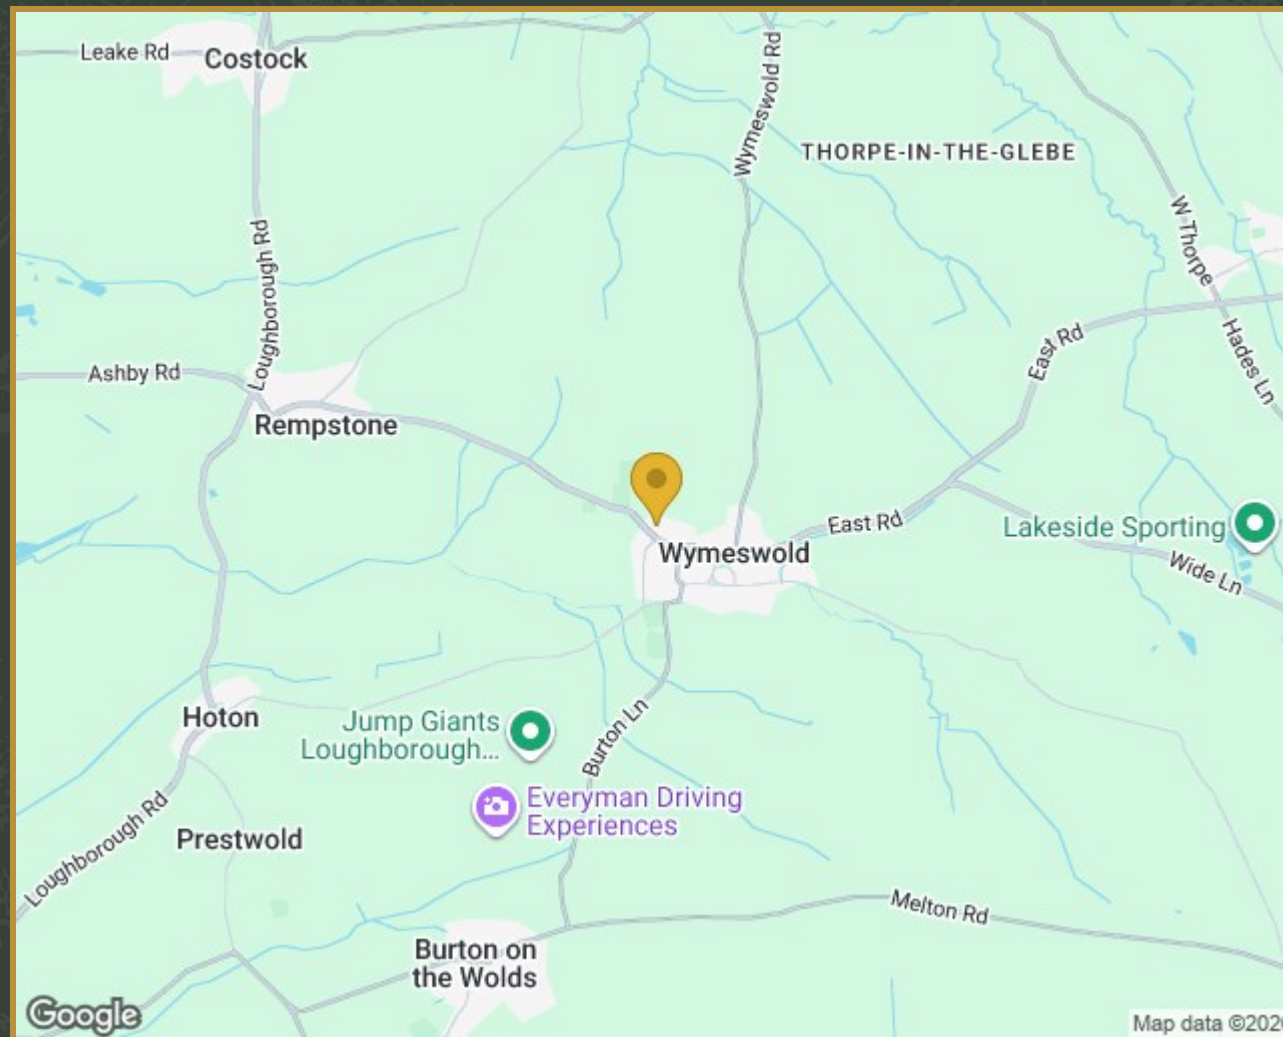 Leake Rd
Costock
Wymeswold Rd
THORPE-IN-THE-GLEBE
W Thorpe
Loughborough Rd
Ashby Rd
Rempstone
East Rd
Hades Ln
Wymeswold
East Rd
Lakeside Sporting
Wide Ln
Hoton
Jump Giants
Loughborough...
Burton Ln
Everyman Driving
Experiences
Loughborough Rd
Prestwold
Melton Rd
Burton on
the Wolds
Google
Map data ©2026